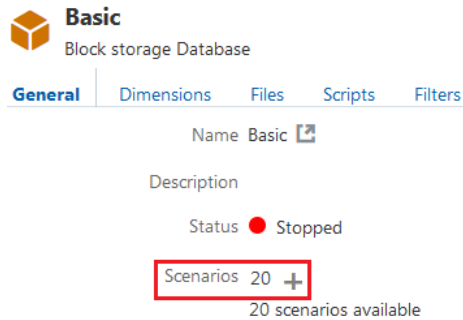 Basic
Block storage Database
General Dimensions Files Scripts Filters
Name Basic
Description
Status Stopped
Scenarios 20 +
20 scenarios available